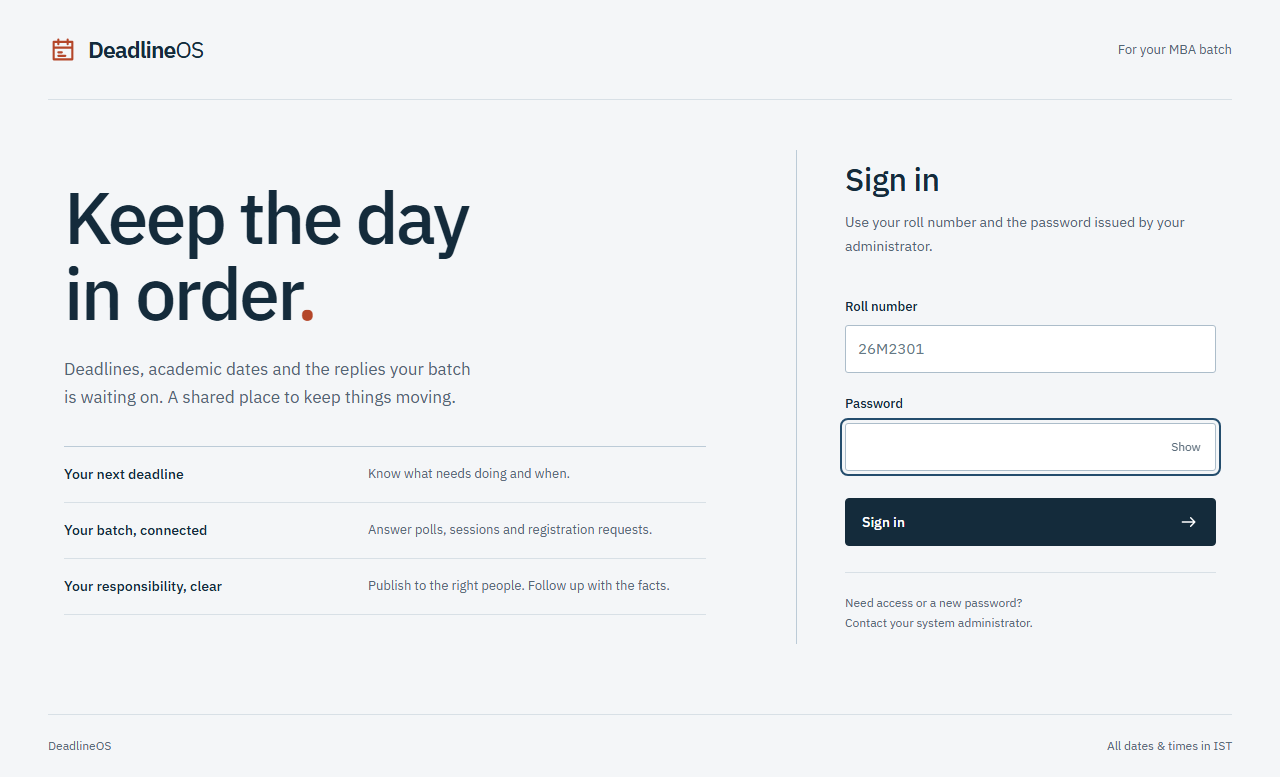 DeadlineOS
For your MBA batch
Keep the day
in order.
Deadlines, academic dates and the replies your batch
is waiting on. A shared place to keep things moving.
Your next deadline
Know what needs doing and when.
Your batch, connected
Answer polls, sessions and registration requests.
Your responsibility, clear
Publish to the right people. Follow up with the facts.
Sign in
Use your roll number and the password issued by your
administrator.
Roll number
26M2301
Password
Show
Sign in
Need access or a new password?
Contact your system administrator.
DeadlineOS
All dates & times in IST